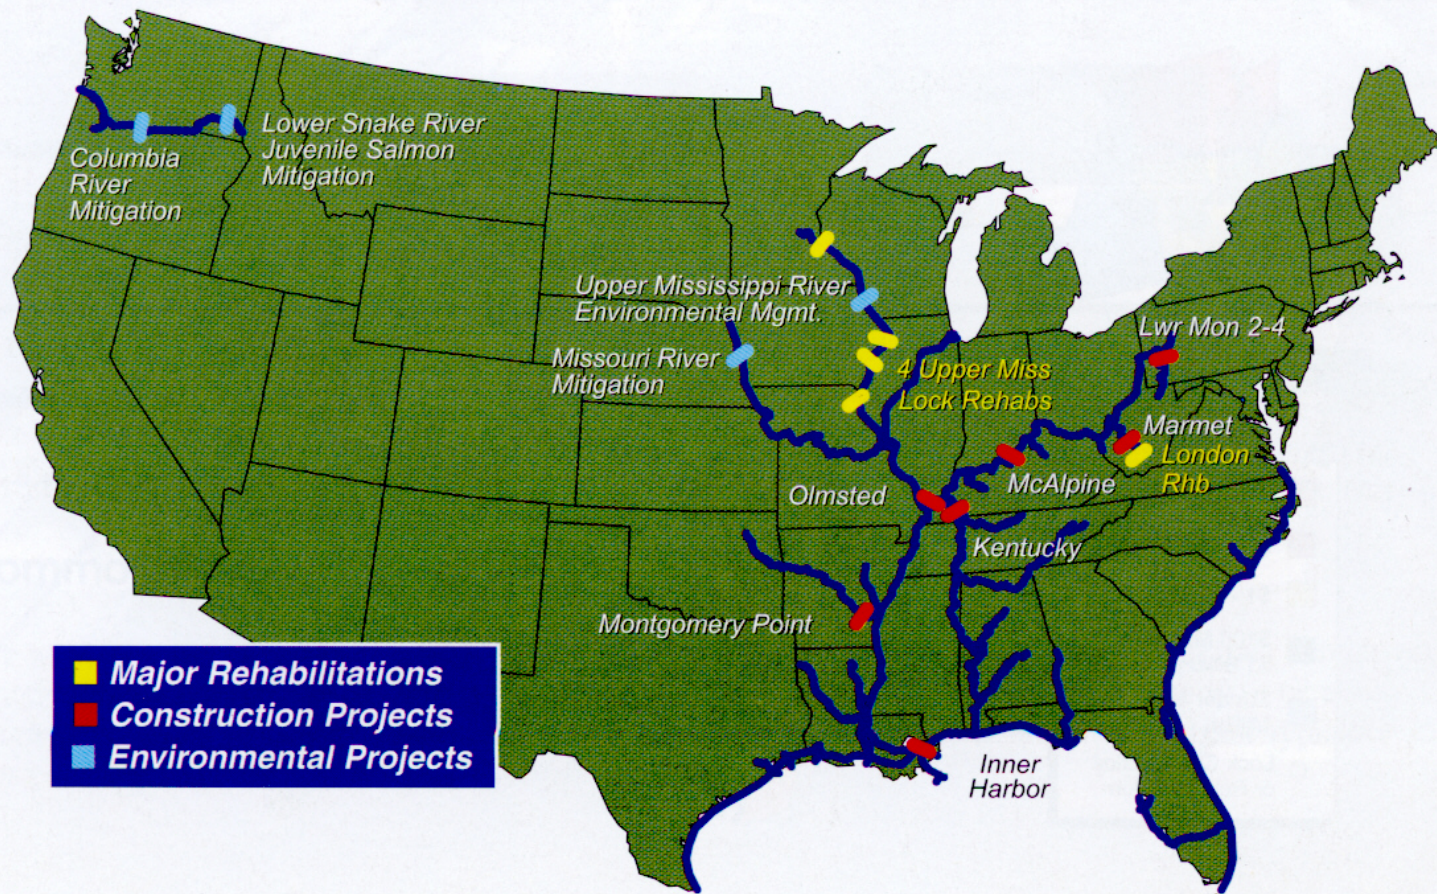 Columbia
River
Mitigation
Lower Snake River
Juvenile Salmon
Mitigation
Upper Mississippi River
Environmental Mgmt.
Missouri River
Mitigation
4 Upper Miss
Lock Rehabs
Lwr Mon 2-4
Marmet
London
Rhb
McAlpine
Olmsted
Kentucky
Montgomery Point
Inner
Harbor
Major Rehabilitations
Construction Projects
Environmental Projects